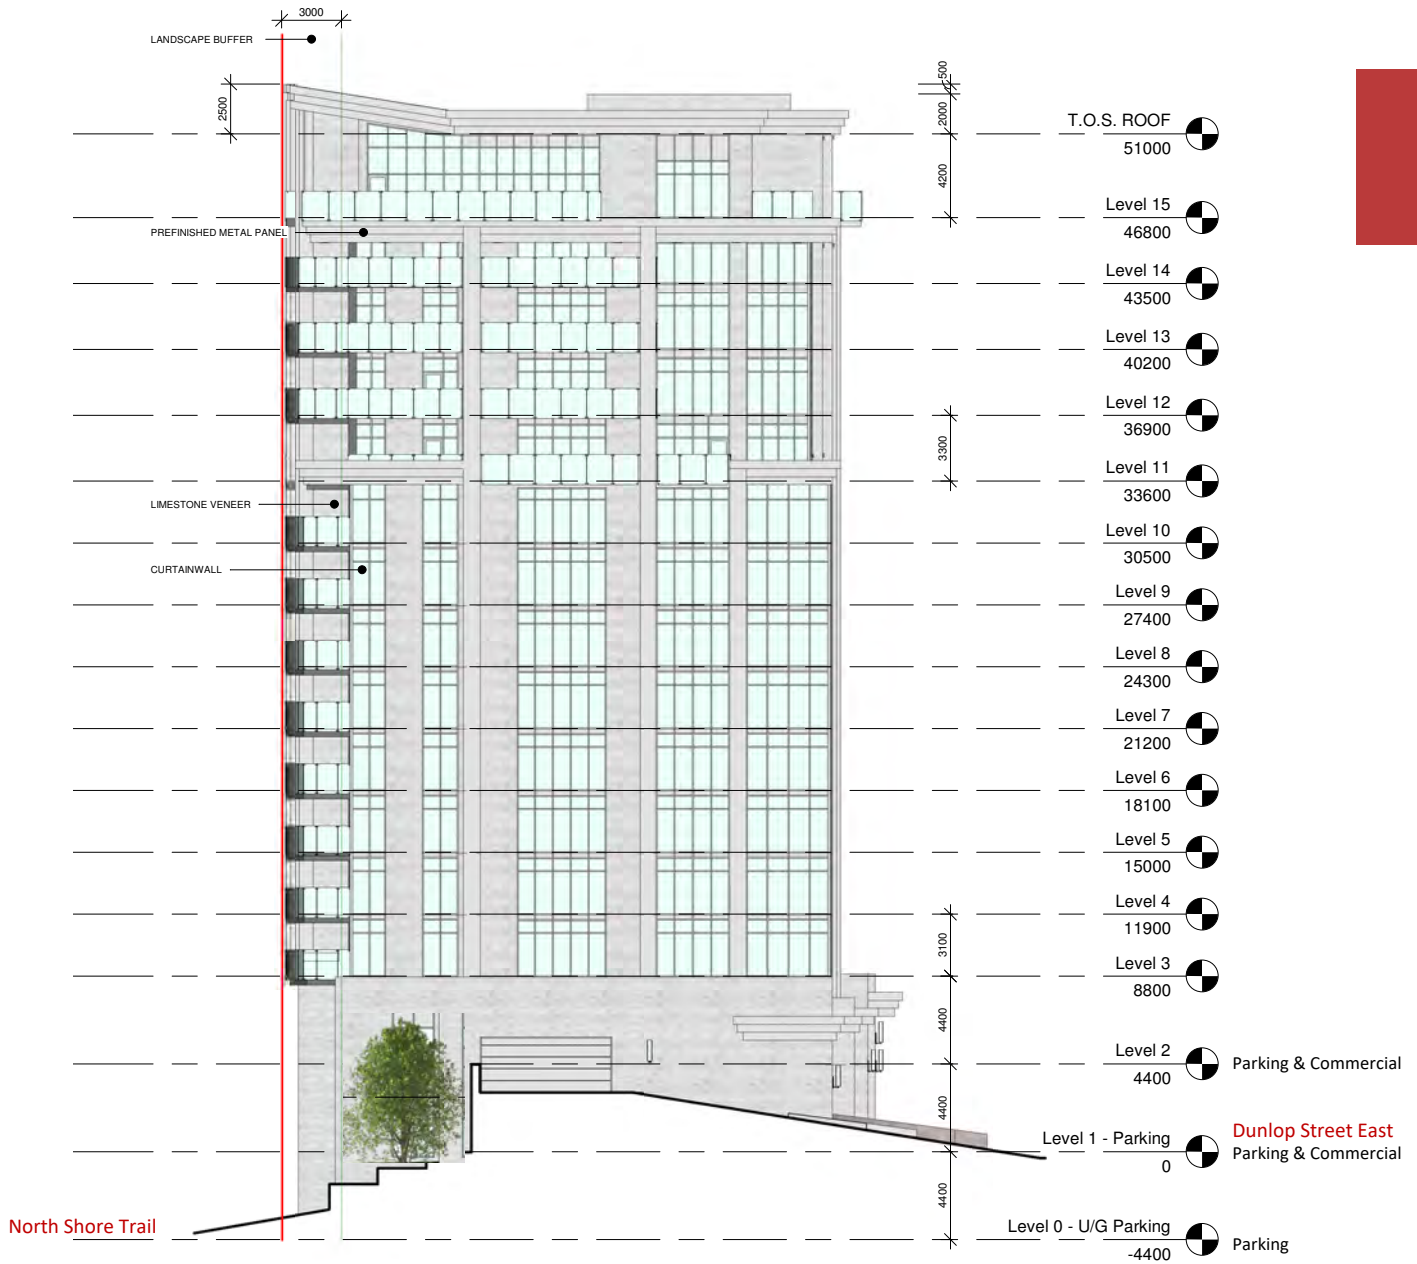 3000
LANDSCAPE BUFFER
2500
500
2000
T.O.S. ROOF
51000
4200
Level 15
46800
PREFINISHED METAL PANEL
Level 14
43500
Level 13
40200
Level 12
36900
3300
Level 11
33600
LIMESTONE VENEER
Level 10
30500
CURTAINWALL
Level 9
27400
Level 8
24300
Level 7
21200
Level 6
18100
Level 5
15000
Level 4
11900
3100
Level 3
8800
4400
Level 2
4400
Parking & Commercial
4400
Level 1 - Parking
0
Dunlop Street East
Parking & Commercial
4400
North Shore Trail
Level 0 - U/G Parking
-4400
Parking